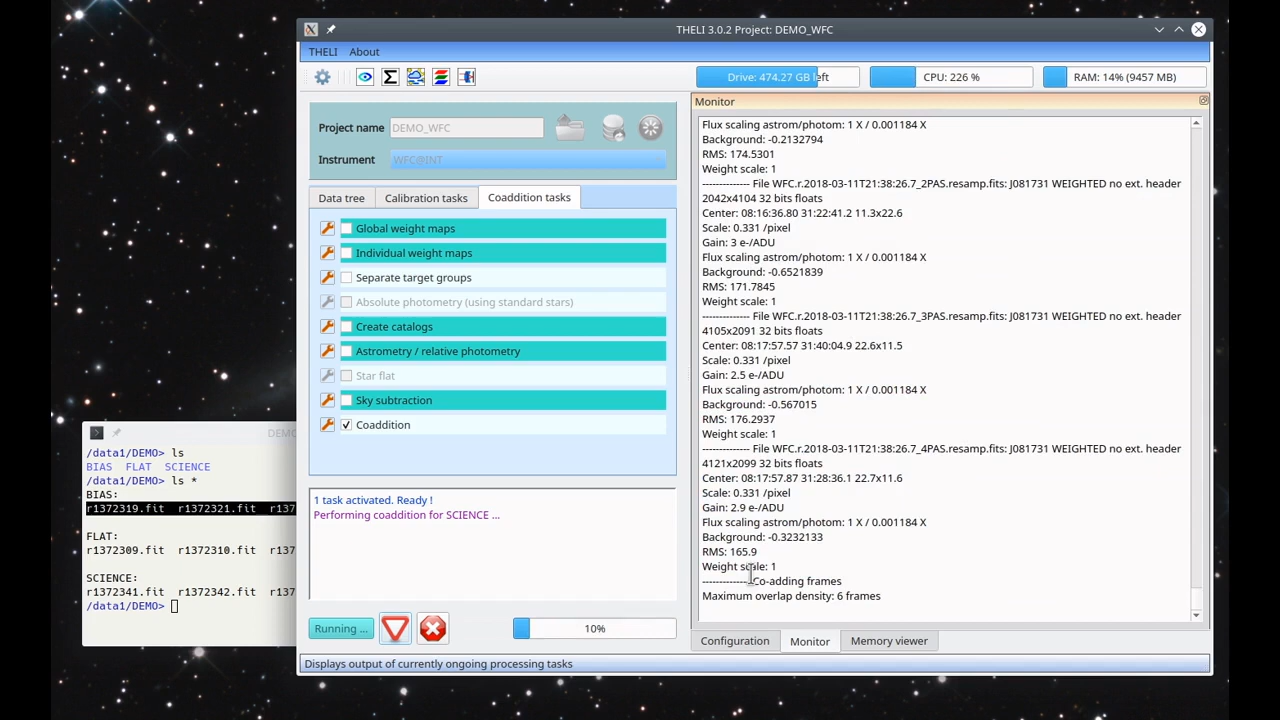 THELI 3.0.2 Project: DEMO_WFC
THELI About
Drive: 474.27 GB left
CPU: 226 %
RAM: 14% (9457 MB)
Project name DEMO_WFC
Instrument WFC@INT
Data tree Calibration tasks Coaddition tasks
Global weight maps
Individual weight maps
Separate target groups
Absolute photometry (using standard stars)
Create catalogs
Astrometry / relative photometry
Star flat
Sky subtraction
Coaddition
1 task activated. Ready !
Performing coaddition for SCIENCE ...
Running ...
10%
Monitor
Flux scaling astrom/photom: 1 X / 0.001184 X
Background: -0.2132794
RMS: 174.5301
Weight scale: 1
-------------- File WFC.r.2018-03-11T21:38:26.7_2PAS.resamp.fits: J081731 WEIGHTED no ext. header
2042x4104 32 bits floats
Center: 08:16:36.80 31:22:41.2 11.3x22.6
Scale: 0.331 /pixel
Gain: 3 e-/ADU
Flux scaling astrom/photom: 1 X / 0.001184 X
Background: -0.6521839
RMS: 171.7845
Weight scale: 1
-------------- File WFC.r.2018-03-11T21:38:26.7_3PAS.resamp.fits: J081731 WEIGHTED no ext. header
4105x2091 32 bits floats
Center: 08:17:57.57 31:40:04.9 22.6x11.5
Scale: 0.331 /pixel
Gain: 2.5 e-/ADU
Flux scaling astrom/photom: 1 X / 0.001184 X
Background: -0.567015
RMS: 176.2937
Weight scale: 1
-------------- File WFC.r.2018-03-11T21:38:26.7_4PAS.resamp.fits: J081731 WEIGHTED no ext. header
4121x2099 32 bits floats
Center: 08:17:57.87 31:28:36.1 22.7x11.6
Scale: 0.331 /pixel
Gain: 2.9 e-/ADU
Flux scaling astrom/photom: 1 X / 0.001184 X
Background: -0.3232133
RMS: 165.9
Weight scale: 1
-------------- Co-adding frames
Maximum overlap density: 6 frames
Configuration Monitor Memory viewer
Displays output of currently ongoing processing tasks
DEMO
/data1/DEMO> ls
BIAS FLAT SCIENCE
/data1/DEMO> ls *
BIAS:
r1372319.fit r1372321.fit r137
FLAT:
r1372309.fit r1372310.fit r137
SCIENCE:
r1372341.fit r1372342.fit r137
/data1/DEMO>